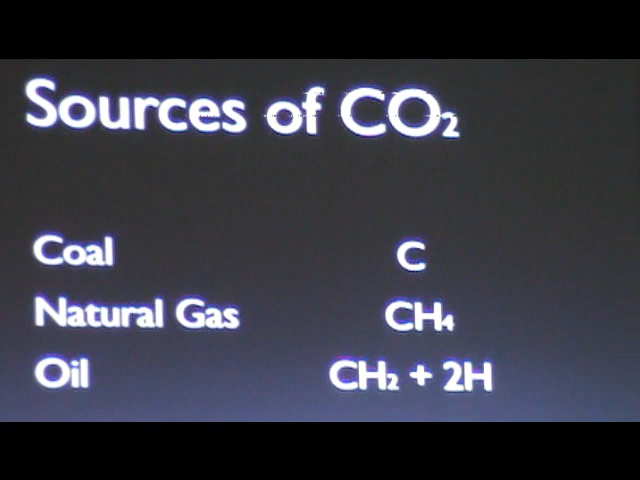 Sources of CO₂
Coal C
Natural Gas CH₄
Oil CH₂ + 2H